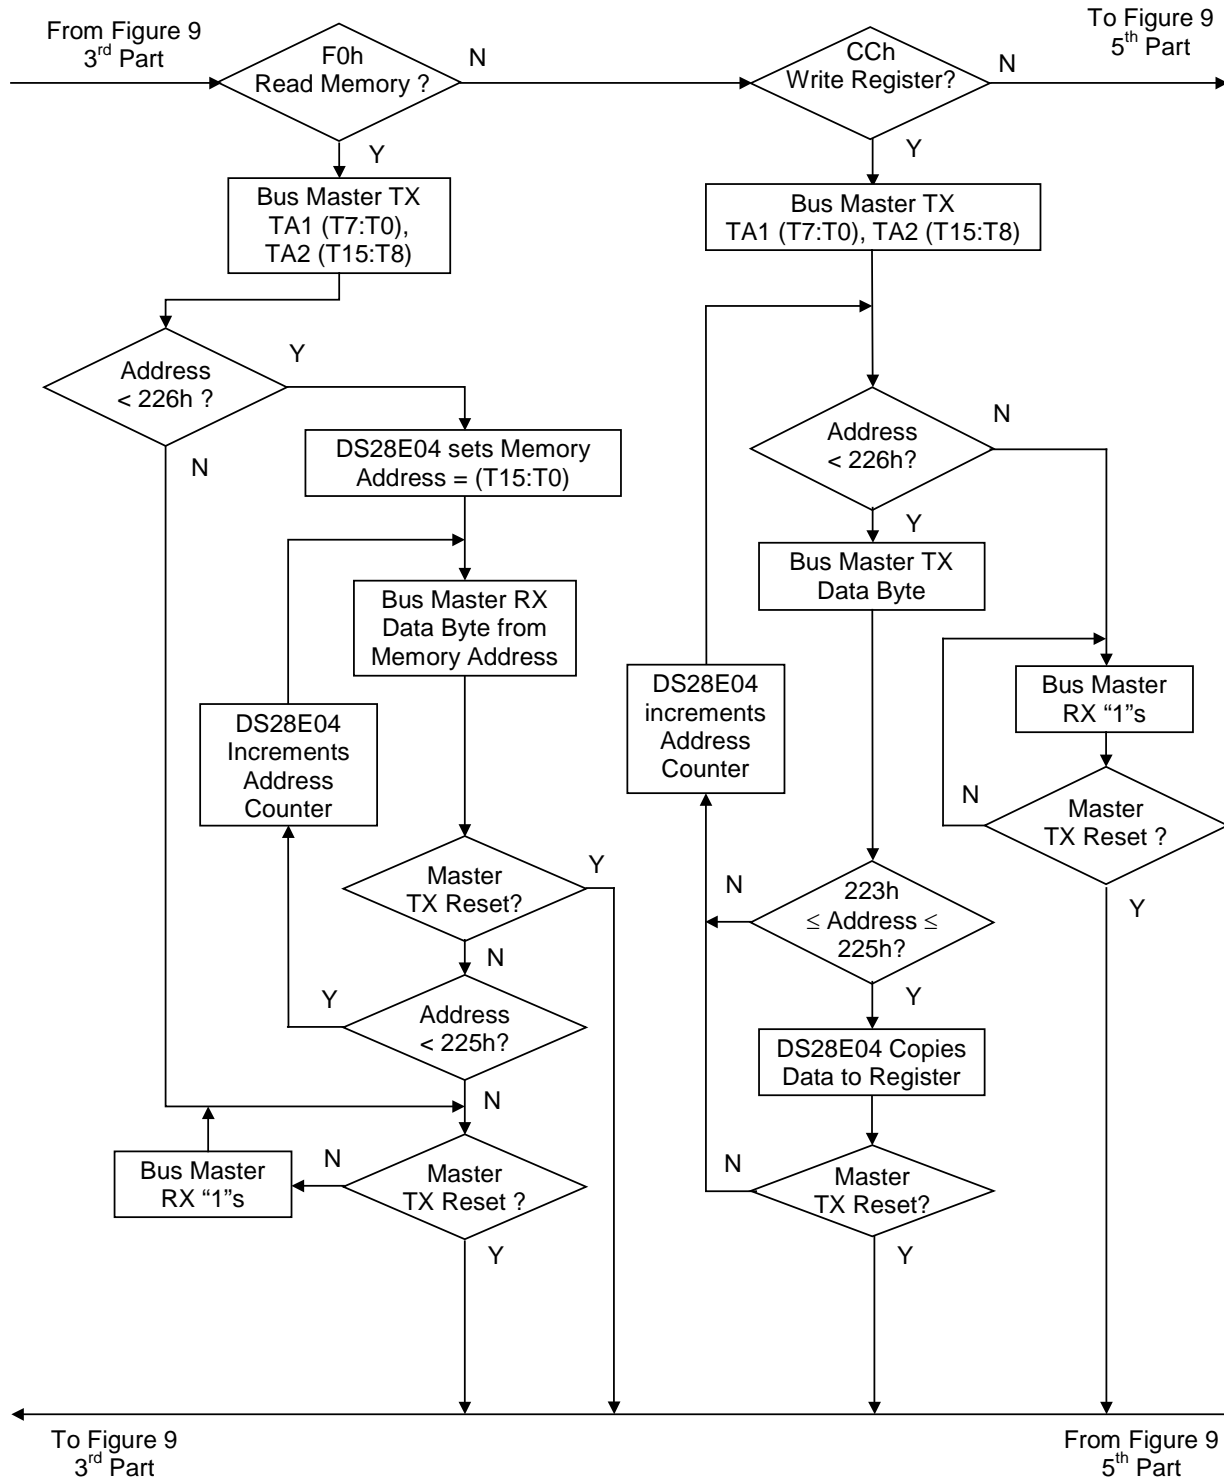 From Figure 9
3rd Part
F0h
Read Memory ?
N
CCh
Write Register?
N
To Figure 9
5th Part
Y
Bus Master TX
TA1 (T7:T0),
TA2 (T15:T8)
Address
< 226h ?
Y
N
DS28E04 sets Memory
Address = (T15:T0)
Bus Master RX
Data Byte from
Memory Address
DS28E04
Increments
Address
Counter
Master
TX Reset?
Y
N
Address
< 225h?
Y
N
Master
TX Reset ?
N
Bus Master
RX “1”s
Y
Y
Bus Master TX
TA1 (T7:T0), TA2 (T15:T8)
Address
< 226h?
N
Y
Bus Master TX
Data Byte
DS28E04
increments
Address
Counter
223h
≤ Address ≤
225h?
N
Y
DS28E04 Copies
Data to Register
Master
TX Reset?
N
Y
Bus Master
RX “1”s
Master
TX Reset ?
N
Y
To Figure 9
3rd Part
From Figure 9
5th Part